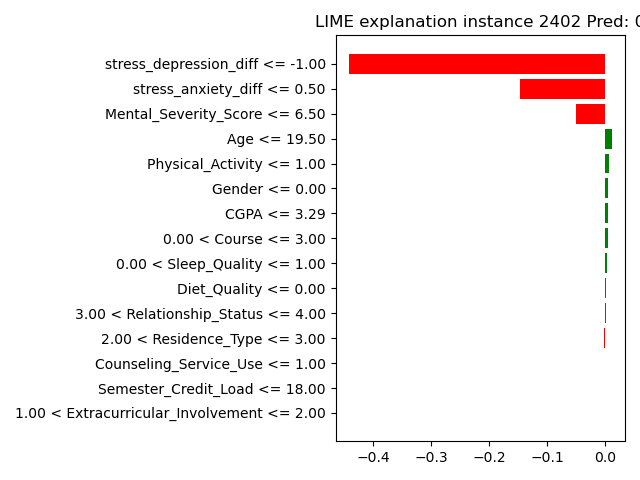 LIME explanation instance 2402 Pred: 0
stress_depression_diff <= -1.00
stress_anxiety_diff <= 0.50
Mental_Severity_Score <= 6.50
Age <= 19.50
Physical_Activity <= 1.00
Gender <= 0.00
CGPA <= 3.29
0.00 < Course <= 3.00
0.00 < Sleep_Quality <= 1.00
Diet_Quality <= 0.00
3.00 < Relationship_Status <= 4.00
2.00 < Residence_Type <= 3.00
Counseling_Service_Use <= 1.00
Semester_Credit_Load <= 18.00
1.00 < Extracurricular_Involvement <= 2.00
−0.4 −0.3 −0.2 −0.1 0.0